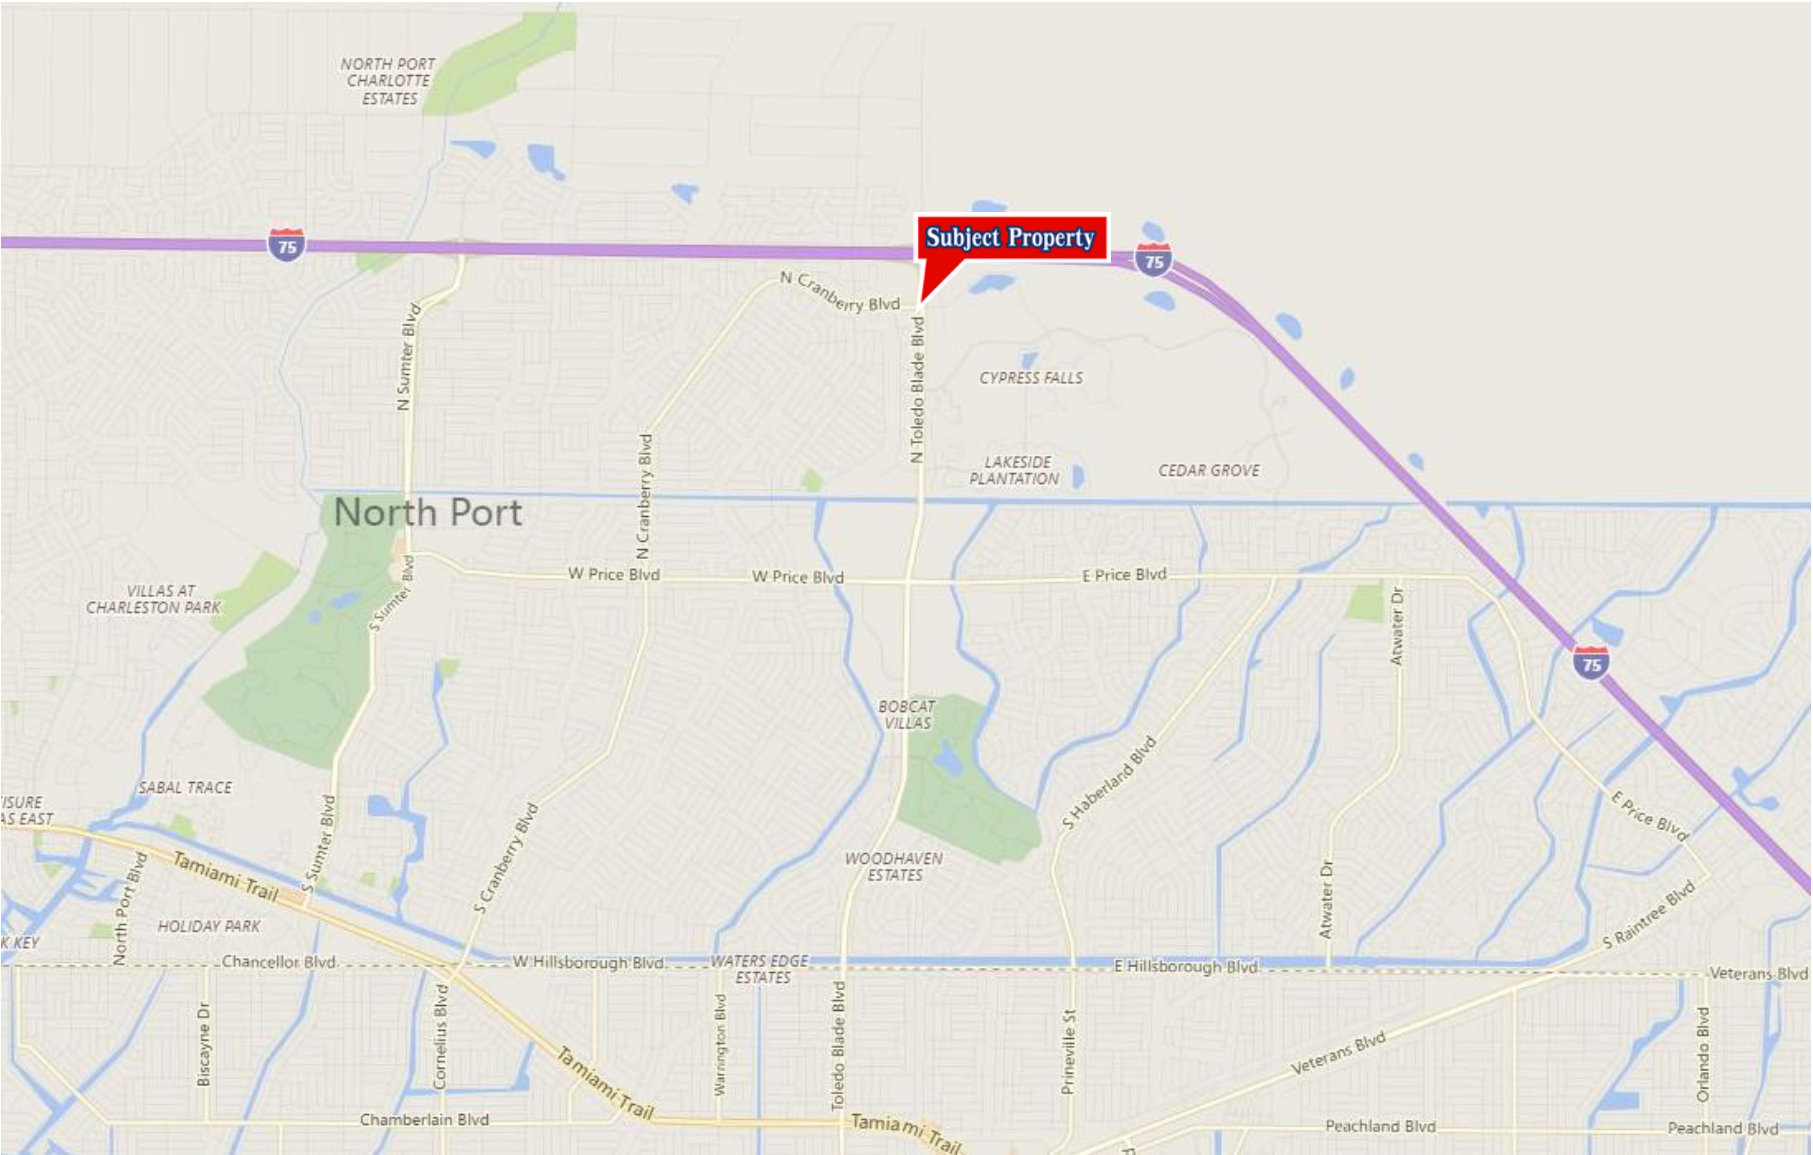 NORTH PORT
CHARLOTTE
ESTATES
75
Subject Property
75
N Cranberry Blvd
N Sumter Blvd
N Toledo Blade Blvd
CYPRESS FALLS
N Cranberry Blvd
LAKESIDE
PLANTATION
CEDAR GROVE
North Port
W Price Blvd
W Price Blvd
E Price Blvd
VILLAS AT
CHARLESTON PARK
S Sumter Blvd
Atwater Dr
75
BOBCAT
VILLAS
S Haberland Blvd
SABAL TRACE
ISURE
AS EAST
E Price Blvd
S Sumter Blvd
S Cranberry Blvd
Tamiami Trail
North Port Blvd
WOODHAVEN
ESTATES
Atwater Dr
S Raintree Blvd
HOLIDAY PARK
K KEY
Chancellor Blvd
W Hillsborough Blvd
WATERS EDGE
ESTATES
E Hillsborough Blvd
Veterans Blvd
Biscayne Dr
Cornelius Blvd
Warrington Blvd
Toledo Blade Blvd
Prineville St
Orlando Blvd
Veterans Blvd
Tamiami Trail
Chamberlain Blvd
Tamiami Trail
Peachland Blvd
Peachland Blvd